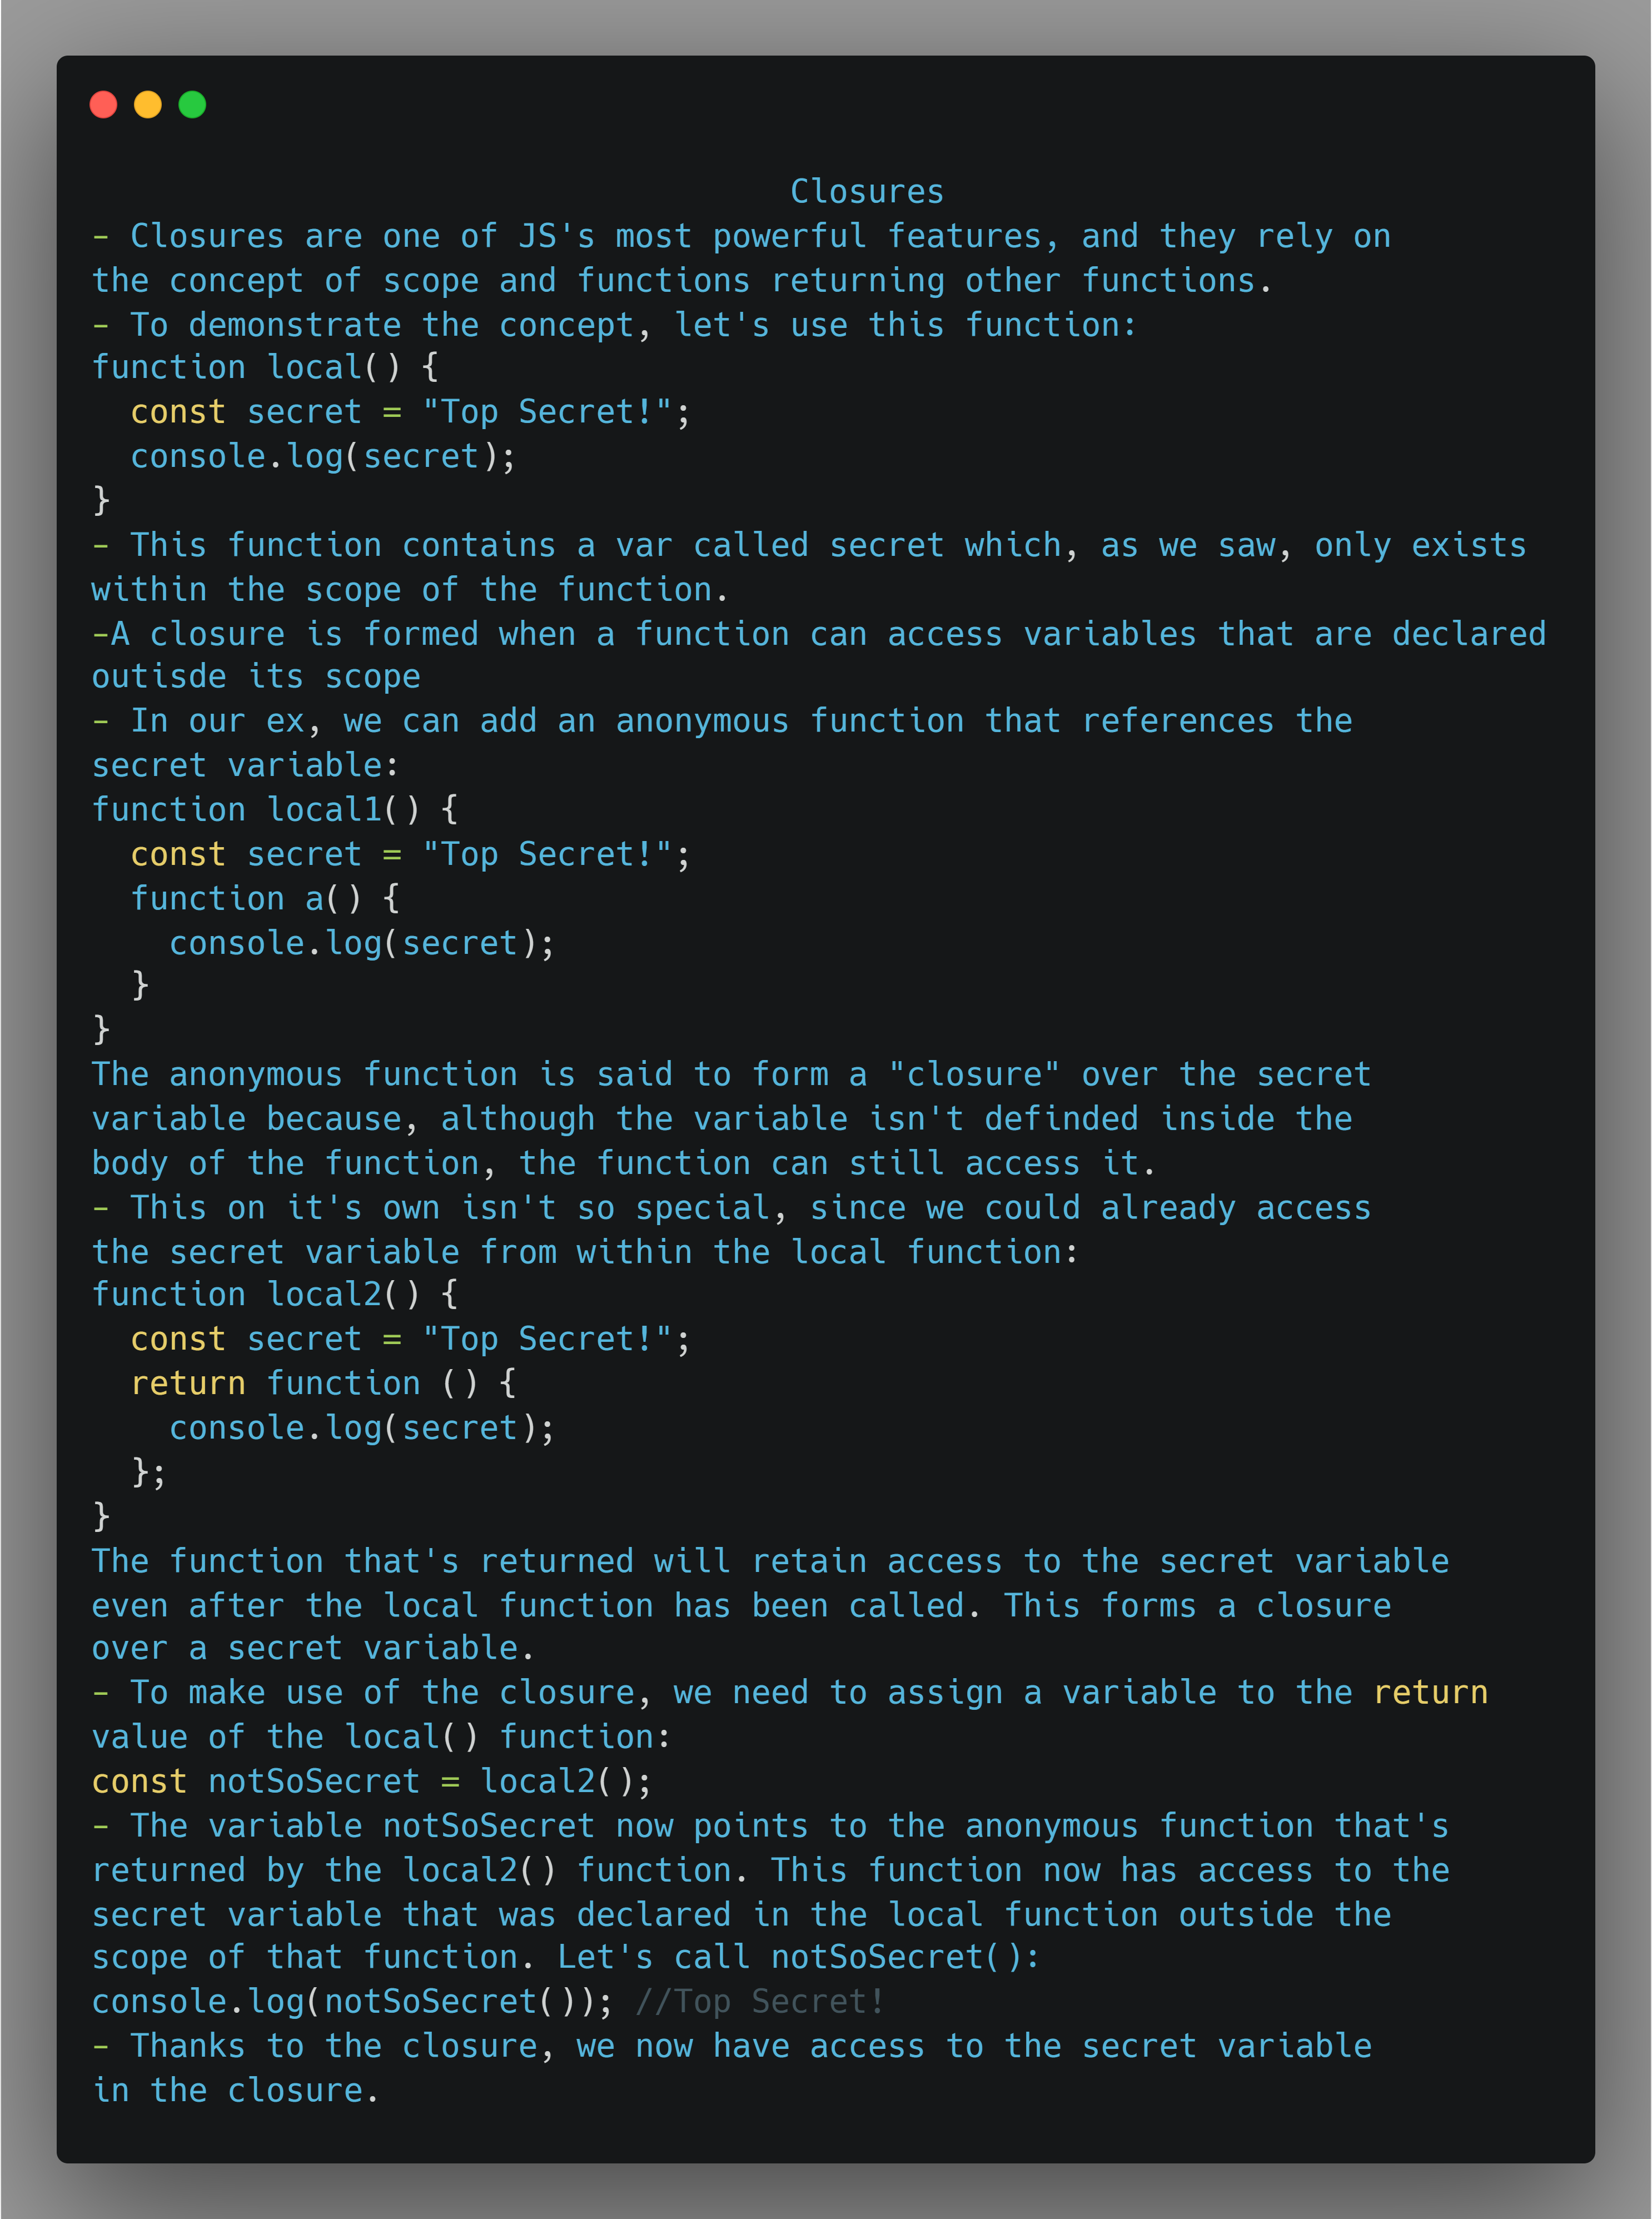 Closures
- Closures are one of JS's most powerful features, and they rely on
the concept of scope and functions returning other functions.
- To demonstrate the concept, let's use this function:
function local() {
  const secret = "Top Secret!";
  console.log(secret);
}
- This function contains a var called secret which, as we saw, only exists
within the scope of the function.
-A closure is formed when a function can access variables that are declared
outisde its scope
- In our ex, we can add an anonymous function that references the
secret variable:
function local1() {
  const secret = "Top Secret!";
  function a() {
    console.log(secret);
  }
}
The anonymous function is said to form a "closure" over the secret
variable because, although the variable isn't definded inside the
body of the function, the function can still access it.
- This on it's own isn't so special, since we could already access
the secret variable from within the local function:
function local2() {
  const secret = "Top Secret!";
  return function () {
    console.log(secret);
  };
}
The function that's returned will retain access to the secret variable
even after the local function has been called. This forms a closure
over a secret variable.
- To make use of the closure, we need to assign a variable to the return
value of the local() function:
const notSoSecret = local2();
- The variable notSoSecret now points to the anonymous function that's
returned by the local2() function. This function now has access to the
secret variable that was declared in the local function outside the
scope of that function. Let's call notSoSecret():
console.log(notSoSecret()); //Top Secret!
- Thanks to the closure, we now have access to the secret variable
in the closure.